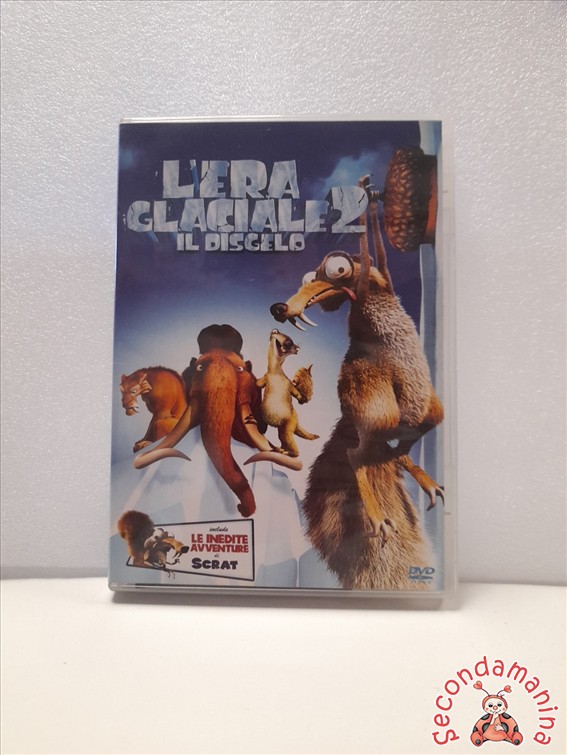 L'ERA
GLACIALE 2
IL DISGELO
include
LE INEDITE
AVVENTURE
di
SCRAT
DVD
Secondamanina